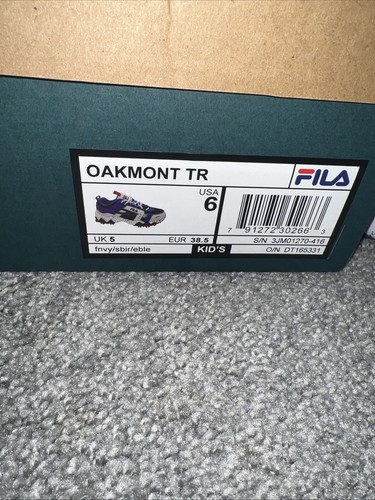 OAKMONT TR
FILA
USA
6
UK 5 EUR 38.5
fnvy/sbir/eble
KID'S
7 91272 30266 3
S/N 3JM01270-416
O/N DT165331